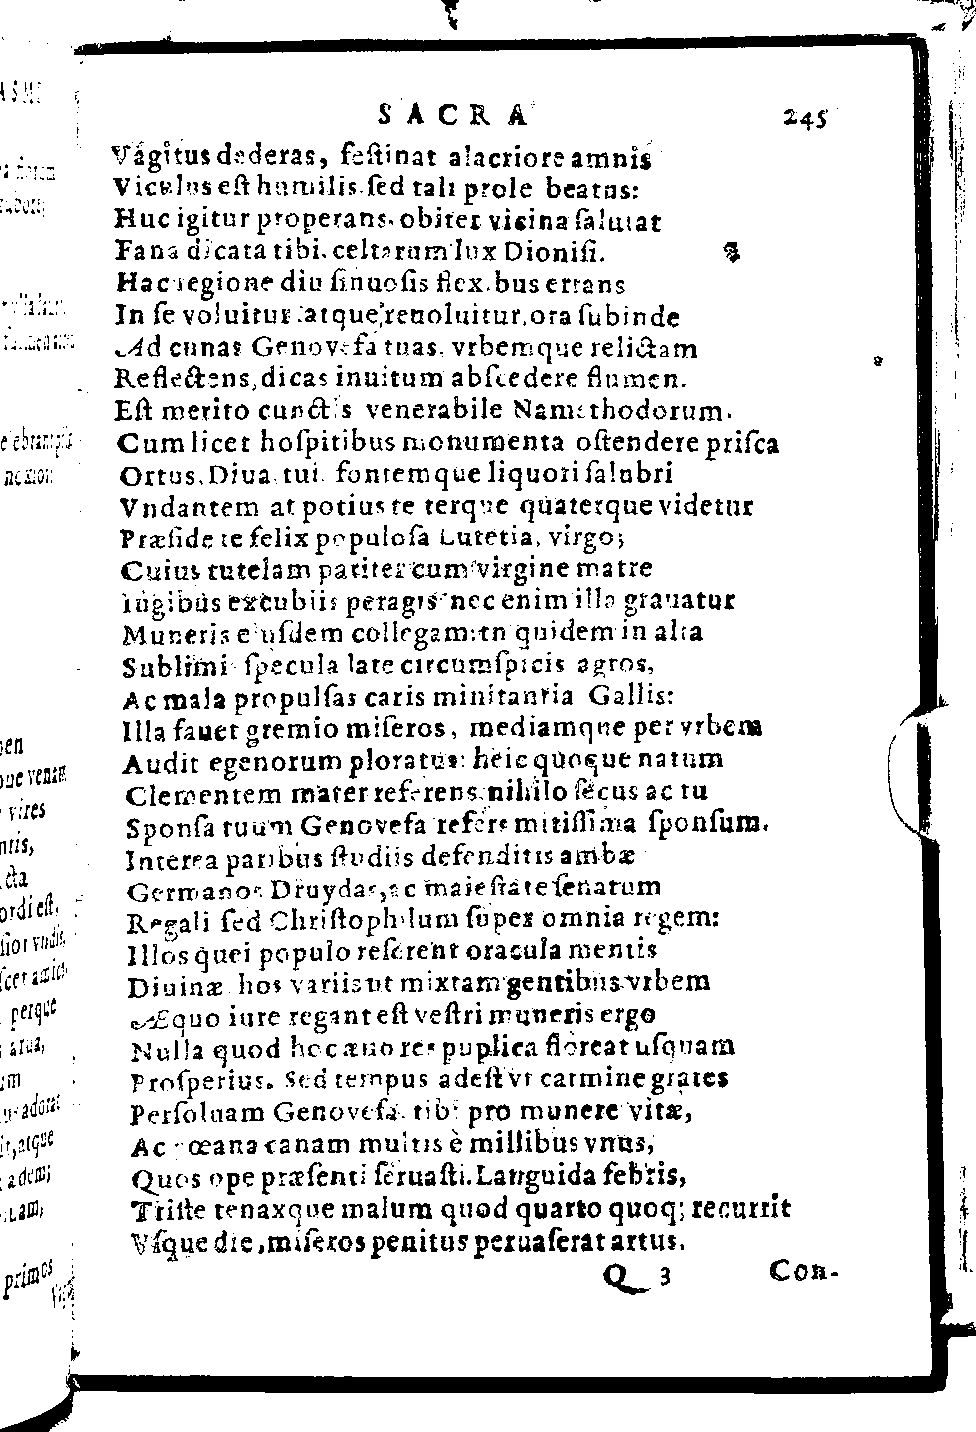 SACRA 245
Vagitus dederas, feſtinat alacriore amnis
Viculus eſt humilis. ſed tali prole beatus:
Huc igitur properans. obiter vicina ſalutat
Fana dicata tibi. celtarum lux Dioniſi.
Hac regione diu ſinuoſis flexibus errans
In ſe voluitur atque, reuoluitur, ora ſubinde
Ad cunas Genovefa tuas, vrbemque relictam
Reflectens, dicas inuitum abſcedere flumen.
Eſt merito cunctis venerabile Namethodorum.
Cum licet hoſpitibus monumenta oſtendere priſca
Ortus, Diua, tui, fontemque liquori ſalubri
Vndantem at potius te terque quaterque videtur
Præſide te felix populoſa Lutetia, virgo;
Cuius tutelam pariter cum virgine matre
Iugibus excubiis peragis nec enim illa grauatur
Muneris eiuſdem collegam: tn quidem in alta
Sublimi ſpecula late circumſpicis agros,
Ac mala propulſas caris minitantia Gallis:
Illa fauet gremio miſeros, mediamque per vrbem
Audit egenorum ploratus: heic quoque natum
Clementem mater referens, nihilo ſecus ac tu
Sponſa tuum Genovefa refers mitiſſima ſponſum.
Interea paribus ſtudiis defenditis ambæ
Germanos Druydas, ac maieſtate ſenatum
Regali ſed Chriſtophilum ſuper omnia regem:
Illos quei populo referent oracula mentis
Diuinæ hos variis ut mixtam gentibus vrbem
Æquo iure regant eſt veſtri muneris ergo
Nulla quod hoc æuo res puplica floreat uſquam
Proſperius. Sed tempus adeſt vt carmine grates
Perſoluam Genovefa tibi pro munere vitæ,
Ac pœana canam multis è millibus vnus,
Quos ope præſenti ſeruaſti. Languida febris,
Triſte tenaxque malum quod quarto quoq; recurrit
Vſque die, miſeros penitus peruaſerat artus.
Q 3 Con-